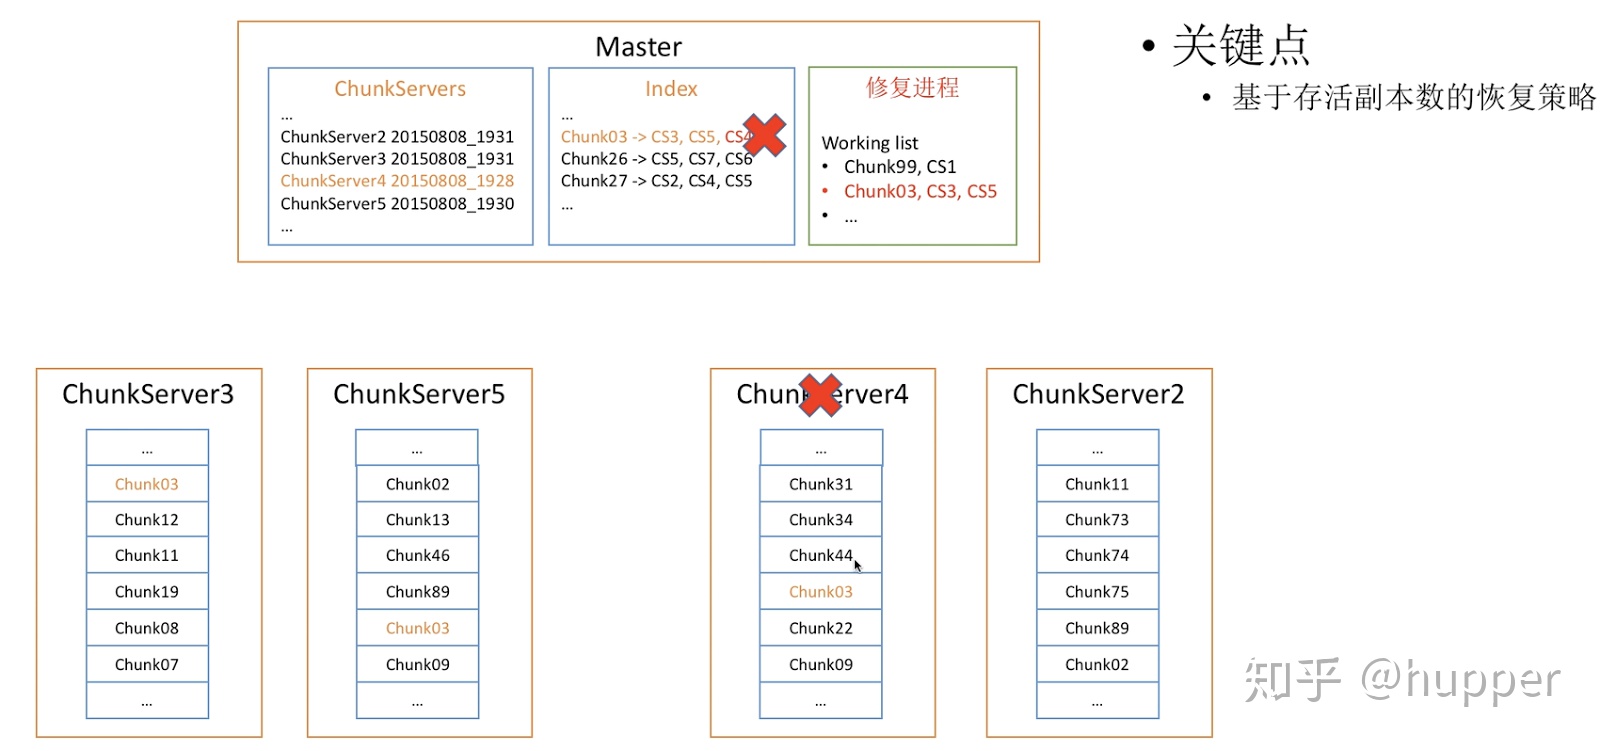 Master
ChunkServers
...
ChunkServer2 20150808_1931
ChunkServer3 20150808_1931
ChunkServer4 20150808_1928
ChunkServer5 20150808_1930
...
Index
...
Chunk03 -> CS3, CS5, CS4
Chunk26 -> CS5, CS7, CS6
Chunk27 -> CS2, CS4, CS5
...
修复进程
Working list
• Chunk99, CS1
• Chunk03, CS3, CS5
• ...
• 关键点
• 基于存活副本数的恢复策略
ChunkServer3
...
Chunk03
Chunk12
Chunk11
Chunk19
Chunk08
Chunk07
...
ChunkServer5
...
Chunk02
Chunk13
Chunk46
Chunk89
Chunk03
Chunk09
...
ChunkServer4
...
Chunk31
Chunk34
Chunk44
Chunk03
Chunk22
Chunk09
...
ChunkServer2
...
Chunk11
Chunk73
Chunk74
Chunk75
Chunk89
Chunk02
...
知乎 @hupper